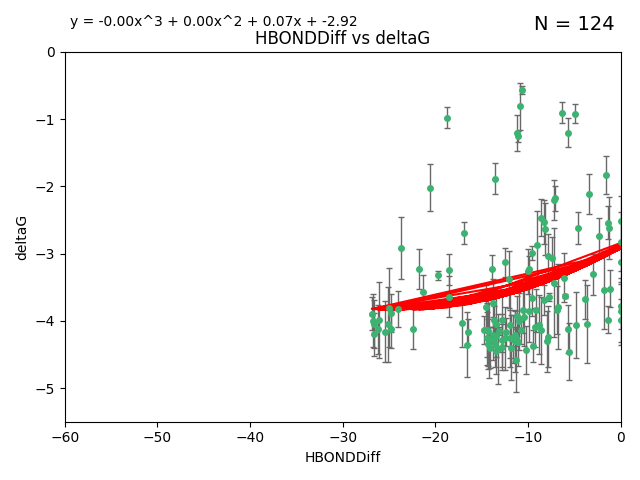 y = -0.00x^3 + 0.00x^2 + 0.07x + -2.92
N = 124
HBONDDiff vs deltaG
0
−1
−2
−3
−4
−5
deltaG
−60 −50 −40 −30 −20 −10 0
HBONDDiff